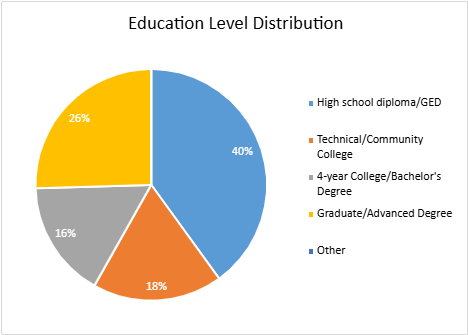 Education Level Distribution
26%
40%
16%
18%
High school diploma/GED
Technical/Community
College
4-year College/Bachelor's
Degree
Graduate/Advanced Degree
Other